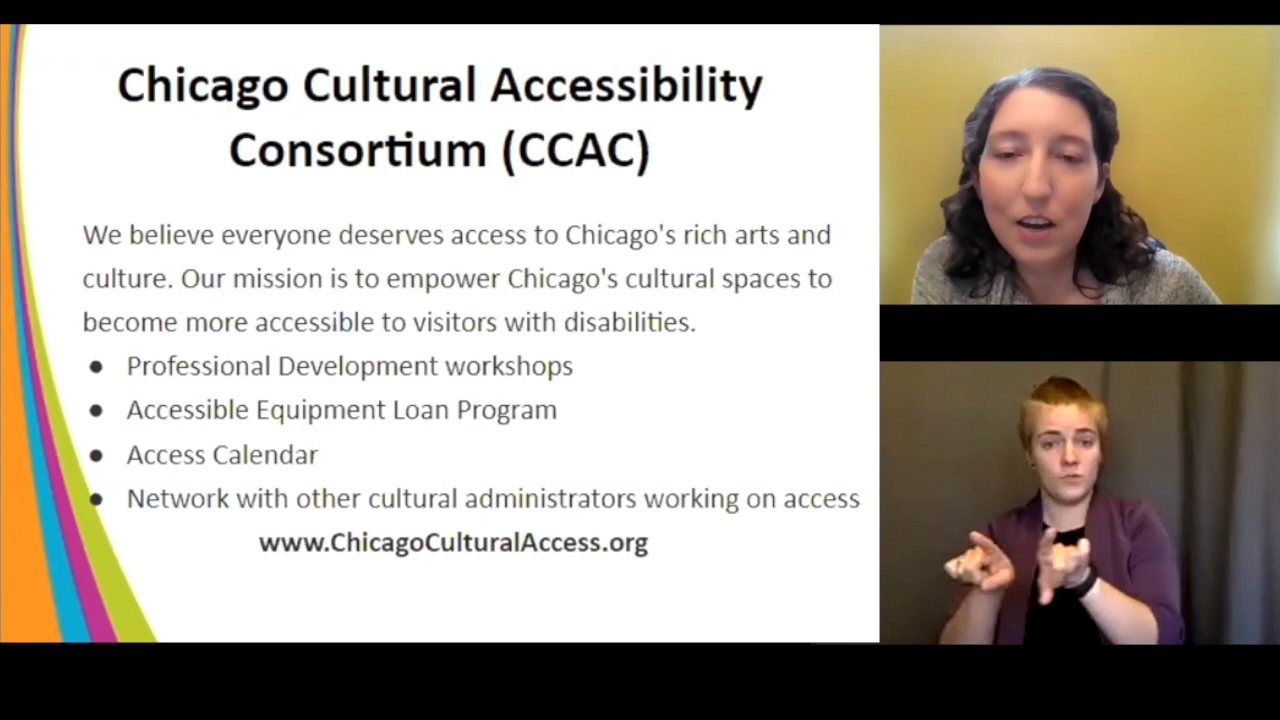 Chicago Cultural Accessibility
Consortium (CCAC)
We believe everyone deserves access to Chicago's rich arts and
culture. Our mission is to empower Chicago's cultural spaces to
become more accessible to visitors with disabilities.
● Professional Development workshops
● Accessible Equipment Loan Program
● Access Calendar
● Network with other cultural administrators working on access
www.ChicagoCulturalAccess.org